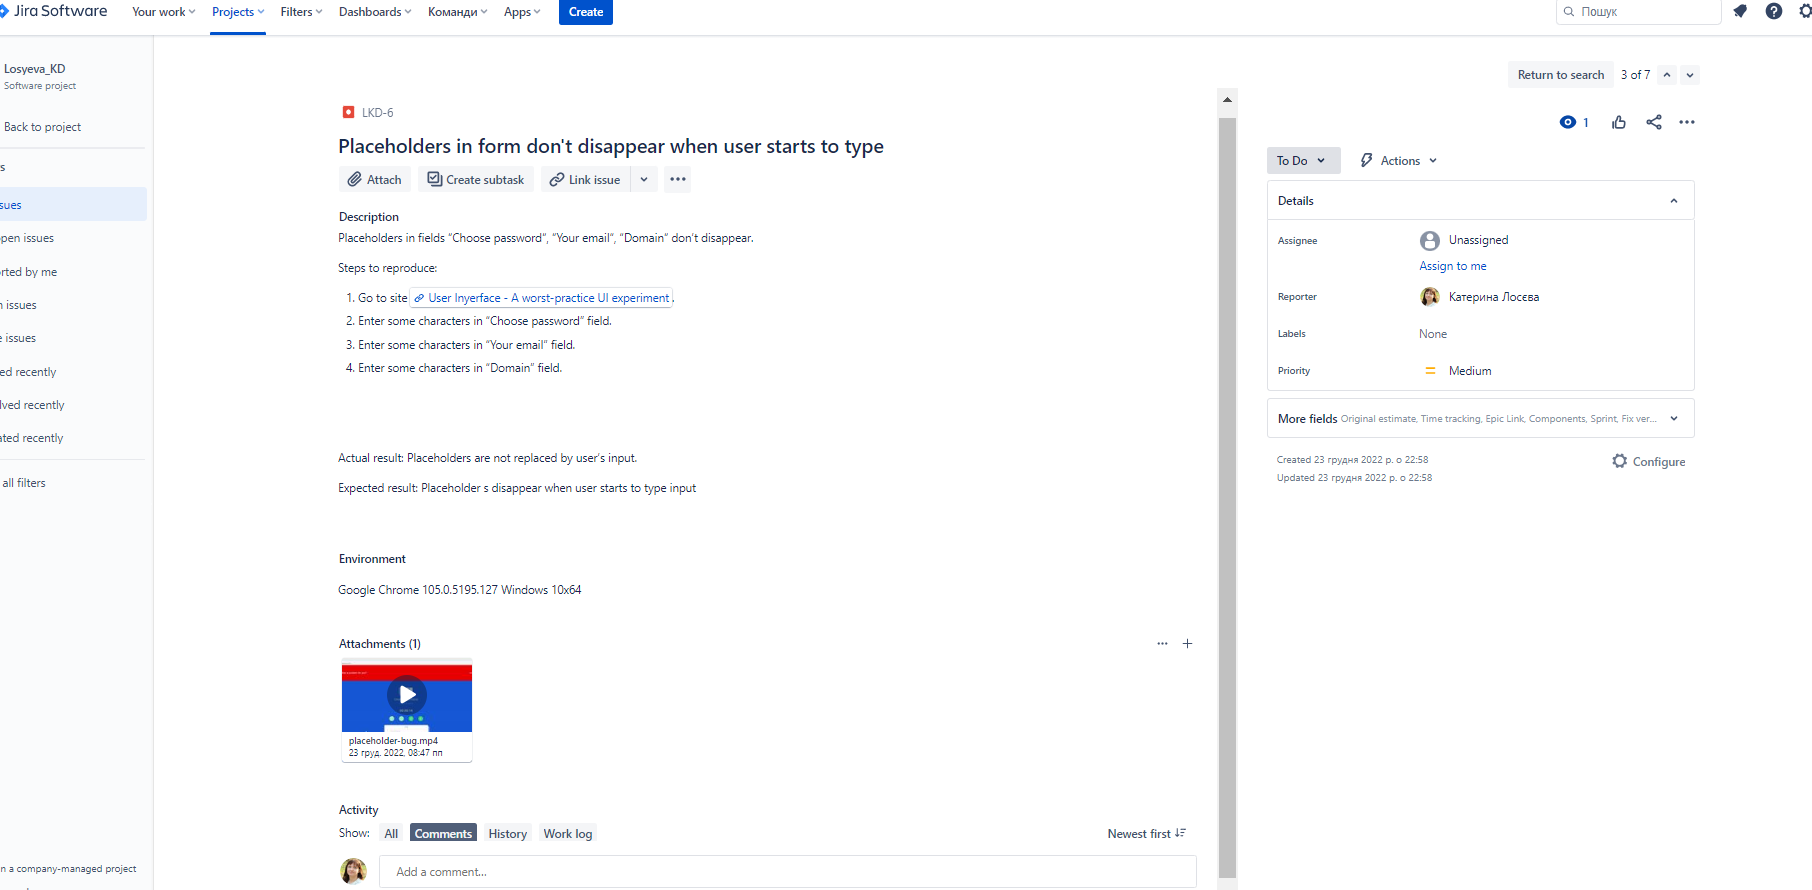 Jira Software
Your work
Projects
Filters
Dashboards
Команди
Apps
Create
Пошук
Losyeva_KD
Software project
Back to project
Return to search
3 of 7
LKD-6
1
Placeholders in form don't disappear when user starts to type
To Do
Actions
Attach
Create subtask
Link issue
Details
Description
Placeholders in fields “Choose password”, “Your email”, “Domain” don’t disappear.
Assignee
Unassigned
Assign to me
Steps to reproduce:
1. Go to site User Inyerface - A worst-practice UI experiment.
2. Enter some characters in “Choose password” field.
3. Enter some characters in “Your email” field.
4. Enter some characters in “Domain” field.
Reporter
Катерина Лосєва
Labels
None
Priority
Medium
More fields Original estimate, Time tracking, Epic Link, Components, Sprint, Fix ver...
Created 23 грудня 2022 р. о 22:58
Updated 23 грудня 2022 р. о 22:58
Configure
s
sues
pen issues
rted by me
n issues
e issues
ed recently
lved recently
ated recently
all filters
Actual result: Placeholders are not replaced by user’s input.
Expected result: Placeholder s disappear when user starts to type input
Environment
Google Chrome 105.0.5195.127 Windows 10x64
Attachments (1)
placeholder-bug.mp4
23 груд. 2022, 08:47 пп
Activity
Show:
All
Comments
History
Work log
Newest first
Add a comment...
n a company-managed project